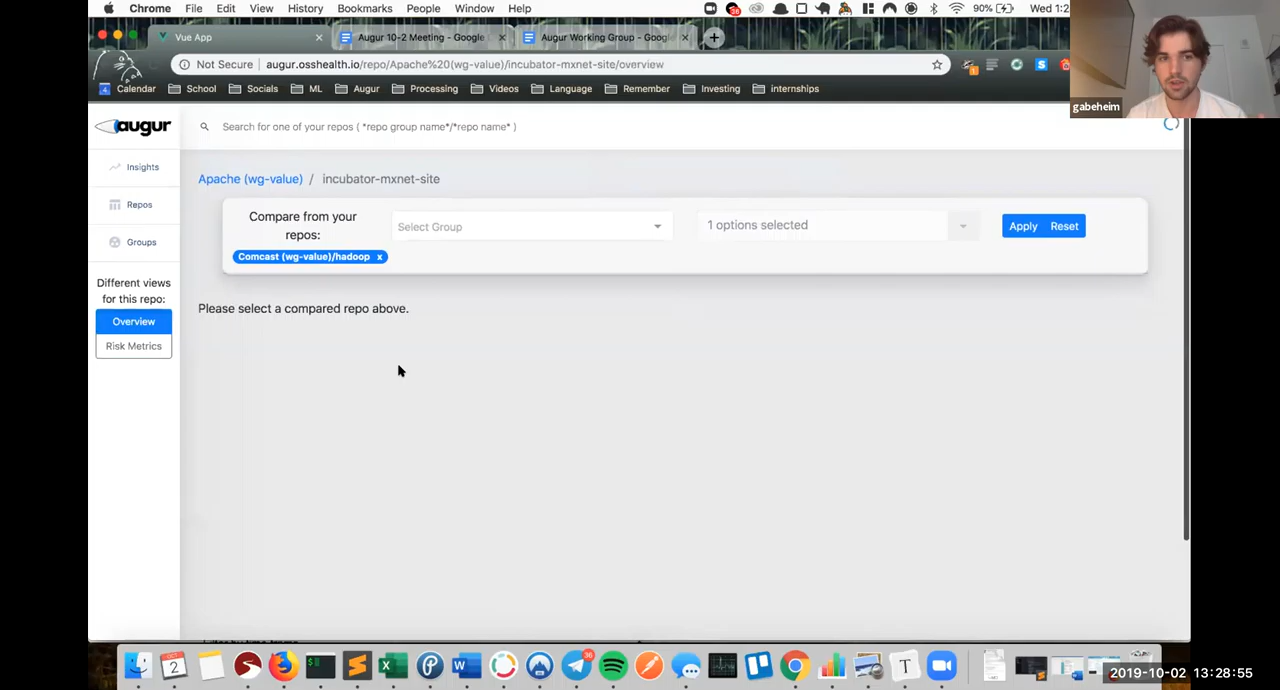 Chrome File Edit View History Bookmarks People Window Help 90% Wed 1:2
Vue App Augur 10-2 Meeting - Google Augur Working Group - Goog
Not Secure augur.osshealth.io/repo/Apache%20(wg-value)/incubator-mxnet-site/overview
Calendar School Socials ML Augur Processing Videos Language Remember Investing internships
gabeheim
augur
Search for one of your repos ( *repo group name*/*repo name* )
Insights
Repos
Groups
Apache (wg-value) / incubator-mxnet-site
Compare from your
repos:
Select Group
1 options selected
Apply Reset
Comcast (wg-value)/hadoop x
Different views
for this repo:
Overview
Risk Metrics
Please select a compared repo above.
2019-10-02 13:28:55